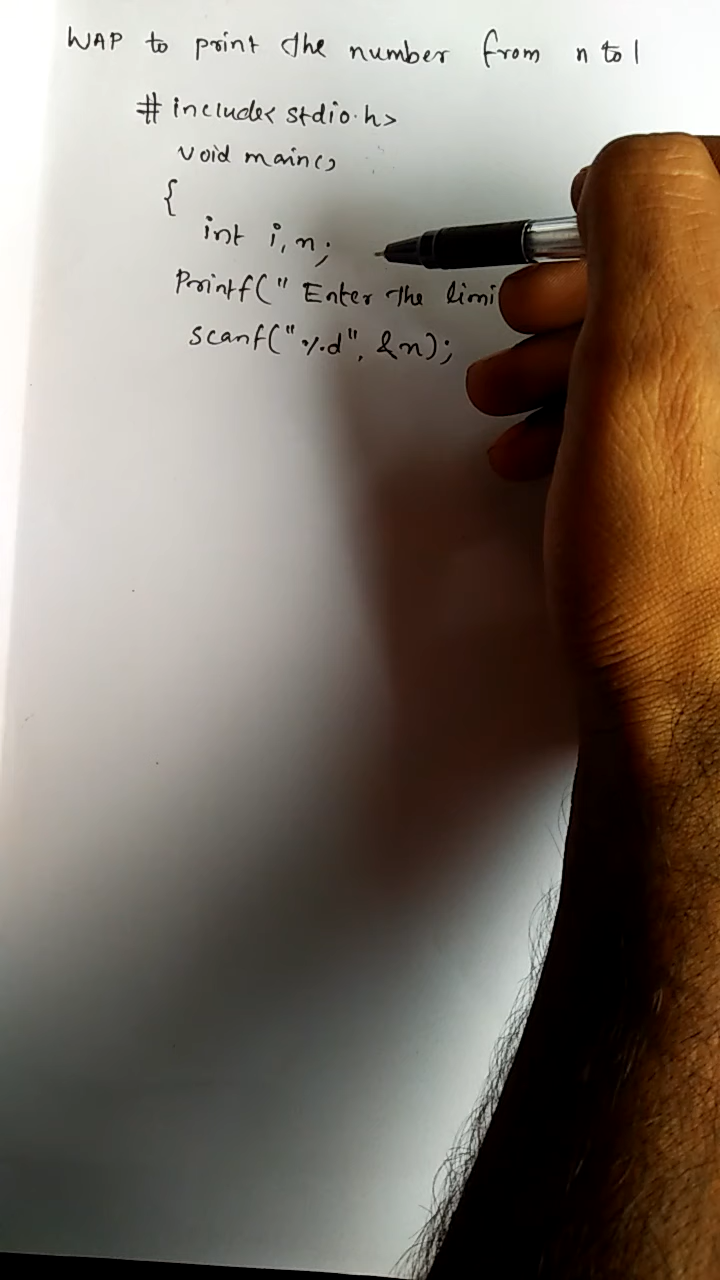 WAP to print the number from n to 1
# include< stdio.h>
void main()
{
int i, n;
Printf(" Enter the limi
scanf("%d", &n);